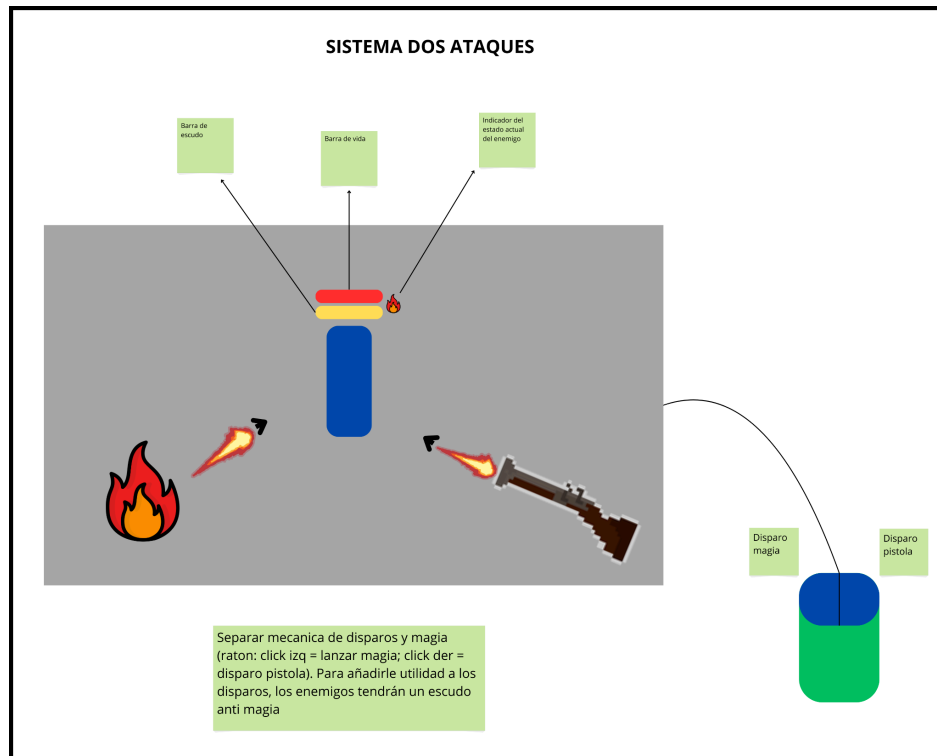 SISTEMA DOS ATAQUES
Barra de
escudo
Barra de vida
Indicador del
estado actual
del enemigo
Disparo
magia
Disparo
pistola
Separar mecanica de disparos y magia
(raton: click izq = lanzar magia; click der =
disparo pistola). Para añadirle utilidad a los
disparos, los enemigos tendrán un escudo
anti magia